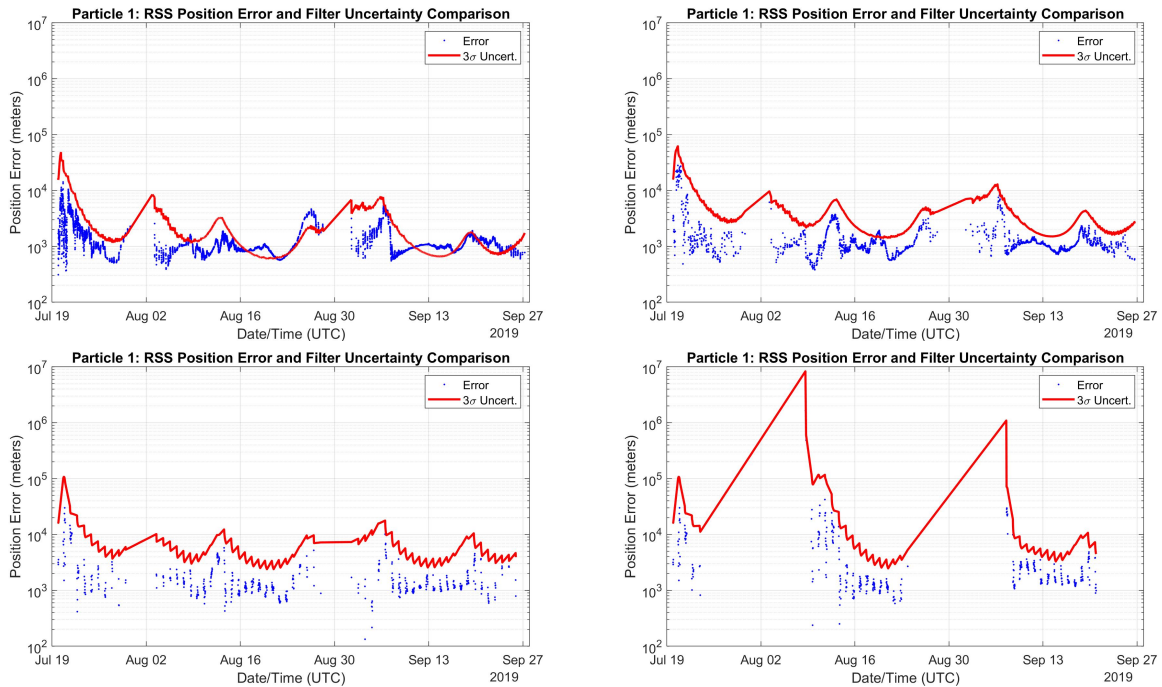 Particle 1: RSS Position Error and Filter Uncertainty Comparison
10^7
10^6
10^5
10^4
10^3
10^2
Position Error (meters)
Error
3σ Uncert.
Jul 19
Aug 02
Aug 16
Aug 30
Sep 13
Sep 27
Date/Time (UTC)
2019
Particle 1: RSS Position Error and Filter Uncertainty Comparison
10^7
10^6
10^5
10^4
10^3
10^2
Position Error (meters)
Error
3σ Uncert.
Jul 19
Aug 02
Aug 16
Aug 30
Sep 13
Sep 27
Date/Time (UTC)
2019
Particle 1: RSS Position Error and Filter Uncertainty Comparison
10^7
10^6
10^5
10^4
10^3
10^2
Position Error (meters)
Error
3σ Uncert.
Jul 19
Aug 02
Aug 16
Aug 30
Sep 13
Sep 27
Date/Time (UTC)
2019
Particle 1: RSS Position Error and Filter Uncertainty Comparison
10^7
10^6
10^5
10^4
10^3
10^2
Position Error (meters)
Error
3σ Uncert.
Jul 19
Aug 02
Aug 16
Aug 30
Sep 13
Sep 27
Date/Time (UTC)
2019